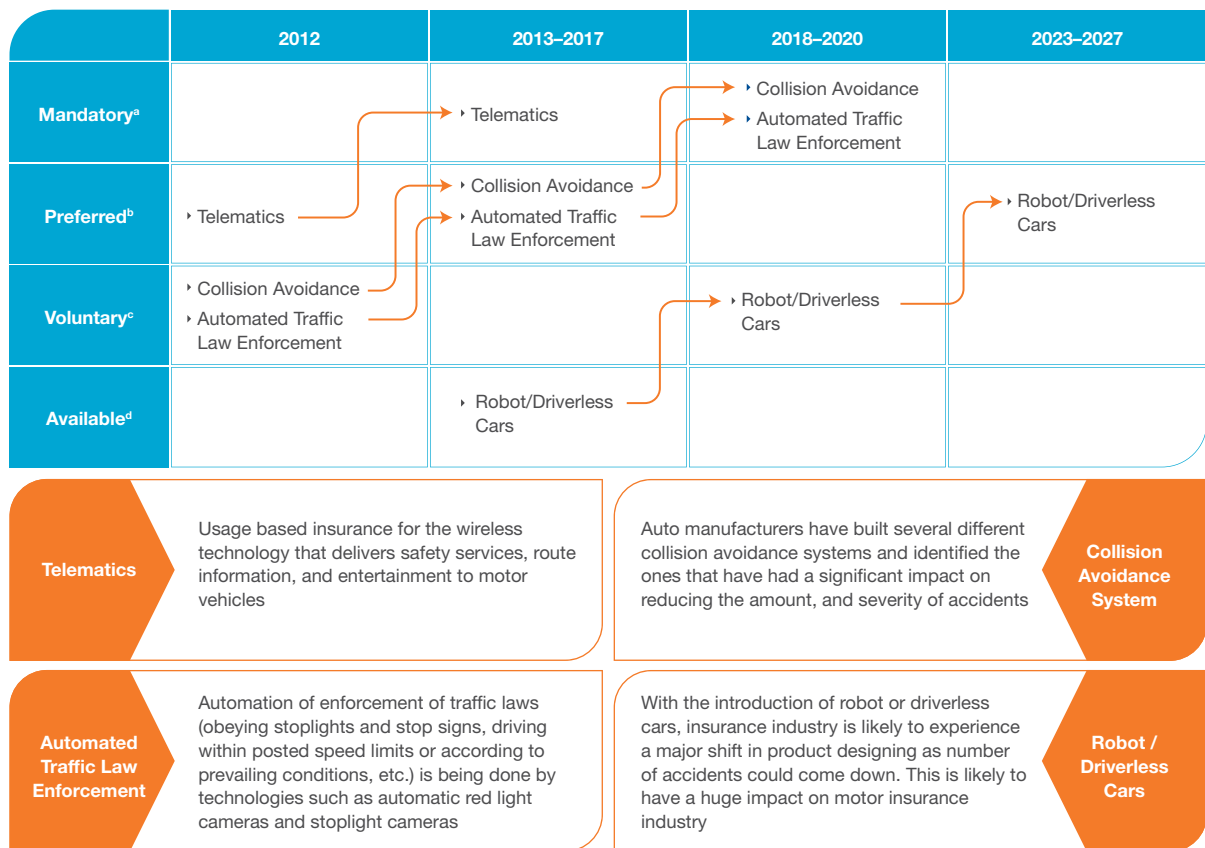 2012 2013–2017 2018–2020 2023–2027
Mandatoryᵃ
Telematics
Collision Avoidance
Automated Traffic
Law Enforcement
Preferredᵇ
Telematics
Collision Avoidance
Automated Traffic
Law Enforcement
Robot/Driverless
Cars
Voluntaryᶜ
Collision Avoidance
Automated Traffic
Law Enforcement
Robot/Driverless
Cars
Availableᵈ
Robot/Driverless
Cars
Telematics
Usage based insurance for the wireless
technology that delivers safety services, route
information, and entertainment to motor
vehicles
Auto manufacturers have built several different
collision avoidance systems and identified the
ones that have had a significant impact on
reducing the amount, and severity of accidents
Collision
Avoidance
System
Automated
Traffic Law
Enforcement
Automation of enforcement of traffic laws
(obeying stoplights and stop signs, driving
within posted speed limits or according to
prevailing conditions, etc.) is being done by
technologies such as automatic red light
cameras and stoplight cameras
With the introduction of robot or driverless
cars, insurance industry is likely to experience
a major shift in product designing as number
of accidents could come down. This is likely to
have a huge impact on motor insurance
industry
Robot /
Driverless
Cars